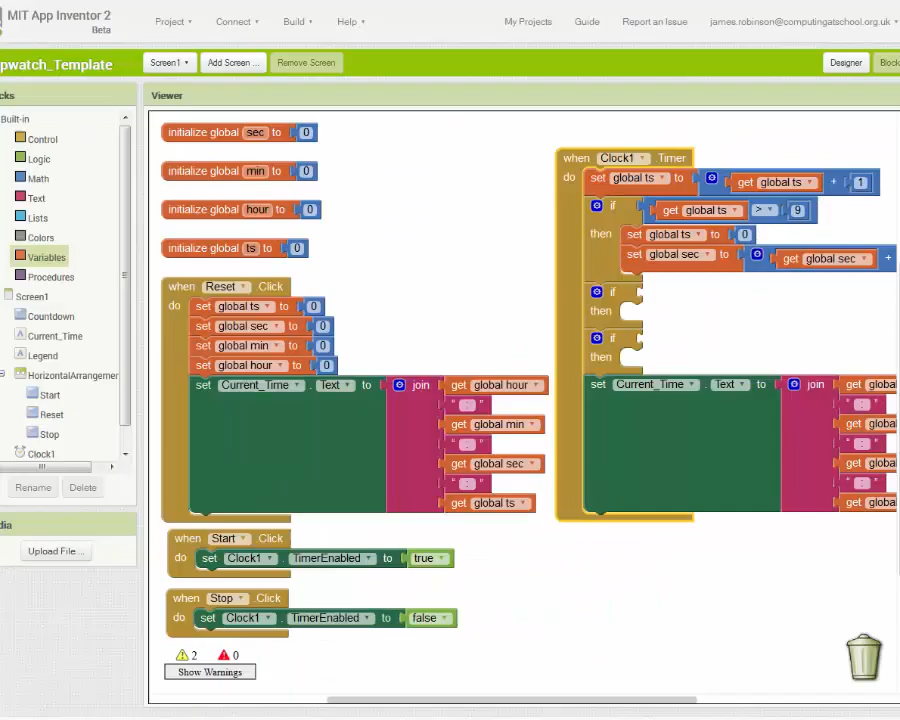 MIT App Inventor 2
Beta
Project
Connect
Build
Help
My Projects
Guide
Report an Issue
james.robinson@computingatschool.org.uk
pwatch_Template
Screen1
Add Screen ...
Remove Screen
Designer
Block
cks
Viewer
Built-in
Control
Logic
Math
Text
Lists
Colors
Variables
Procedures
Screen1
Countdown
Current_Time
Legend
HorizontalArrangemer
Start
Reset
Stop
Clock1
Rename
Delete
dia
Upload File ...
initialize global sec to 0
initialize global min to 0
initialize global hour to 0
initialize global ts to 0
when Reset .Click
do set global ts to 0
set global sec to 0
set global min to 0
set global hour to 0
set Current_Time . Text to join get global hour
" : "
get global min
" : "
get global sec
" : "
get global ts
when Start .Click
do set Clock1 . TimerEnabled to true
when Stop .Click
do set Clock1 . TimerEnabled to false
2 0
Show Warnings
when Clock1 .Timer
do set global ts to get global ts + 1
if get global ts > 9
then set global ts to 0
set global sec to get global sec +
if
then
if
then
set Current_Time . Text to join get globa
" : "
get globa
" : "
get globa
" : "
get globa